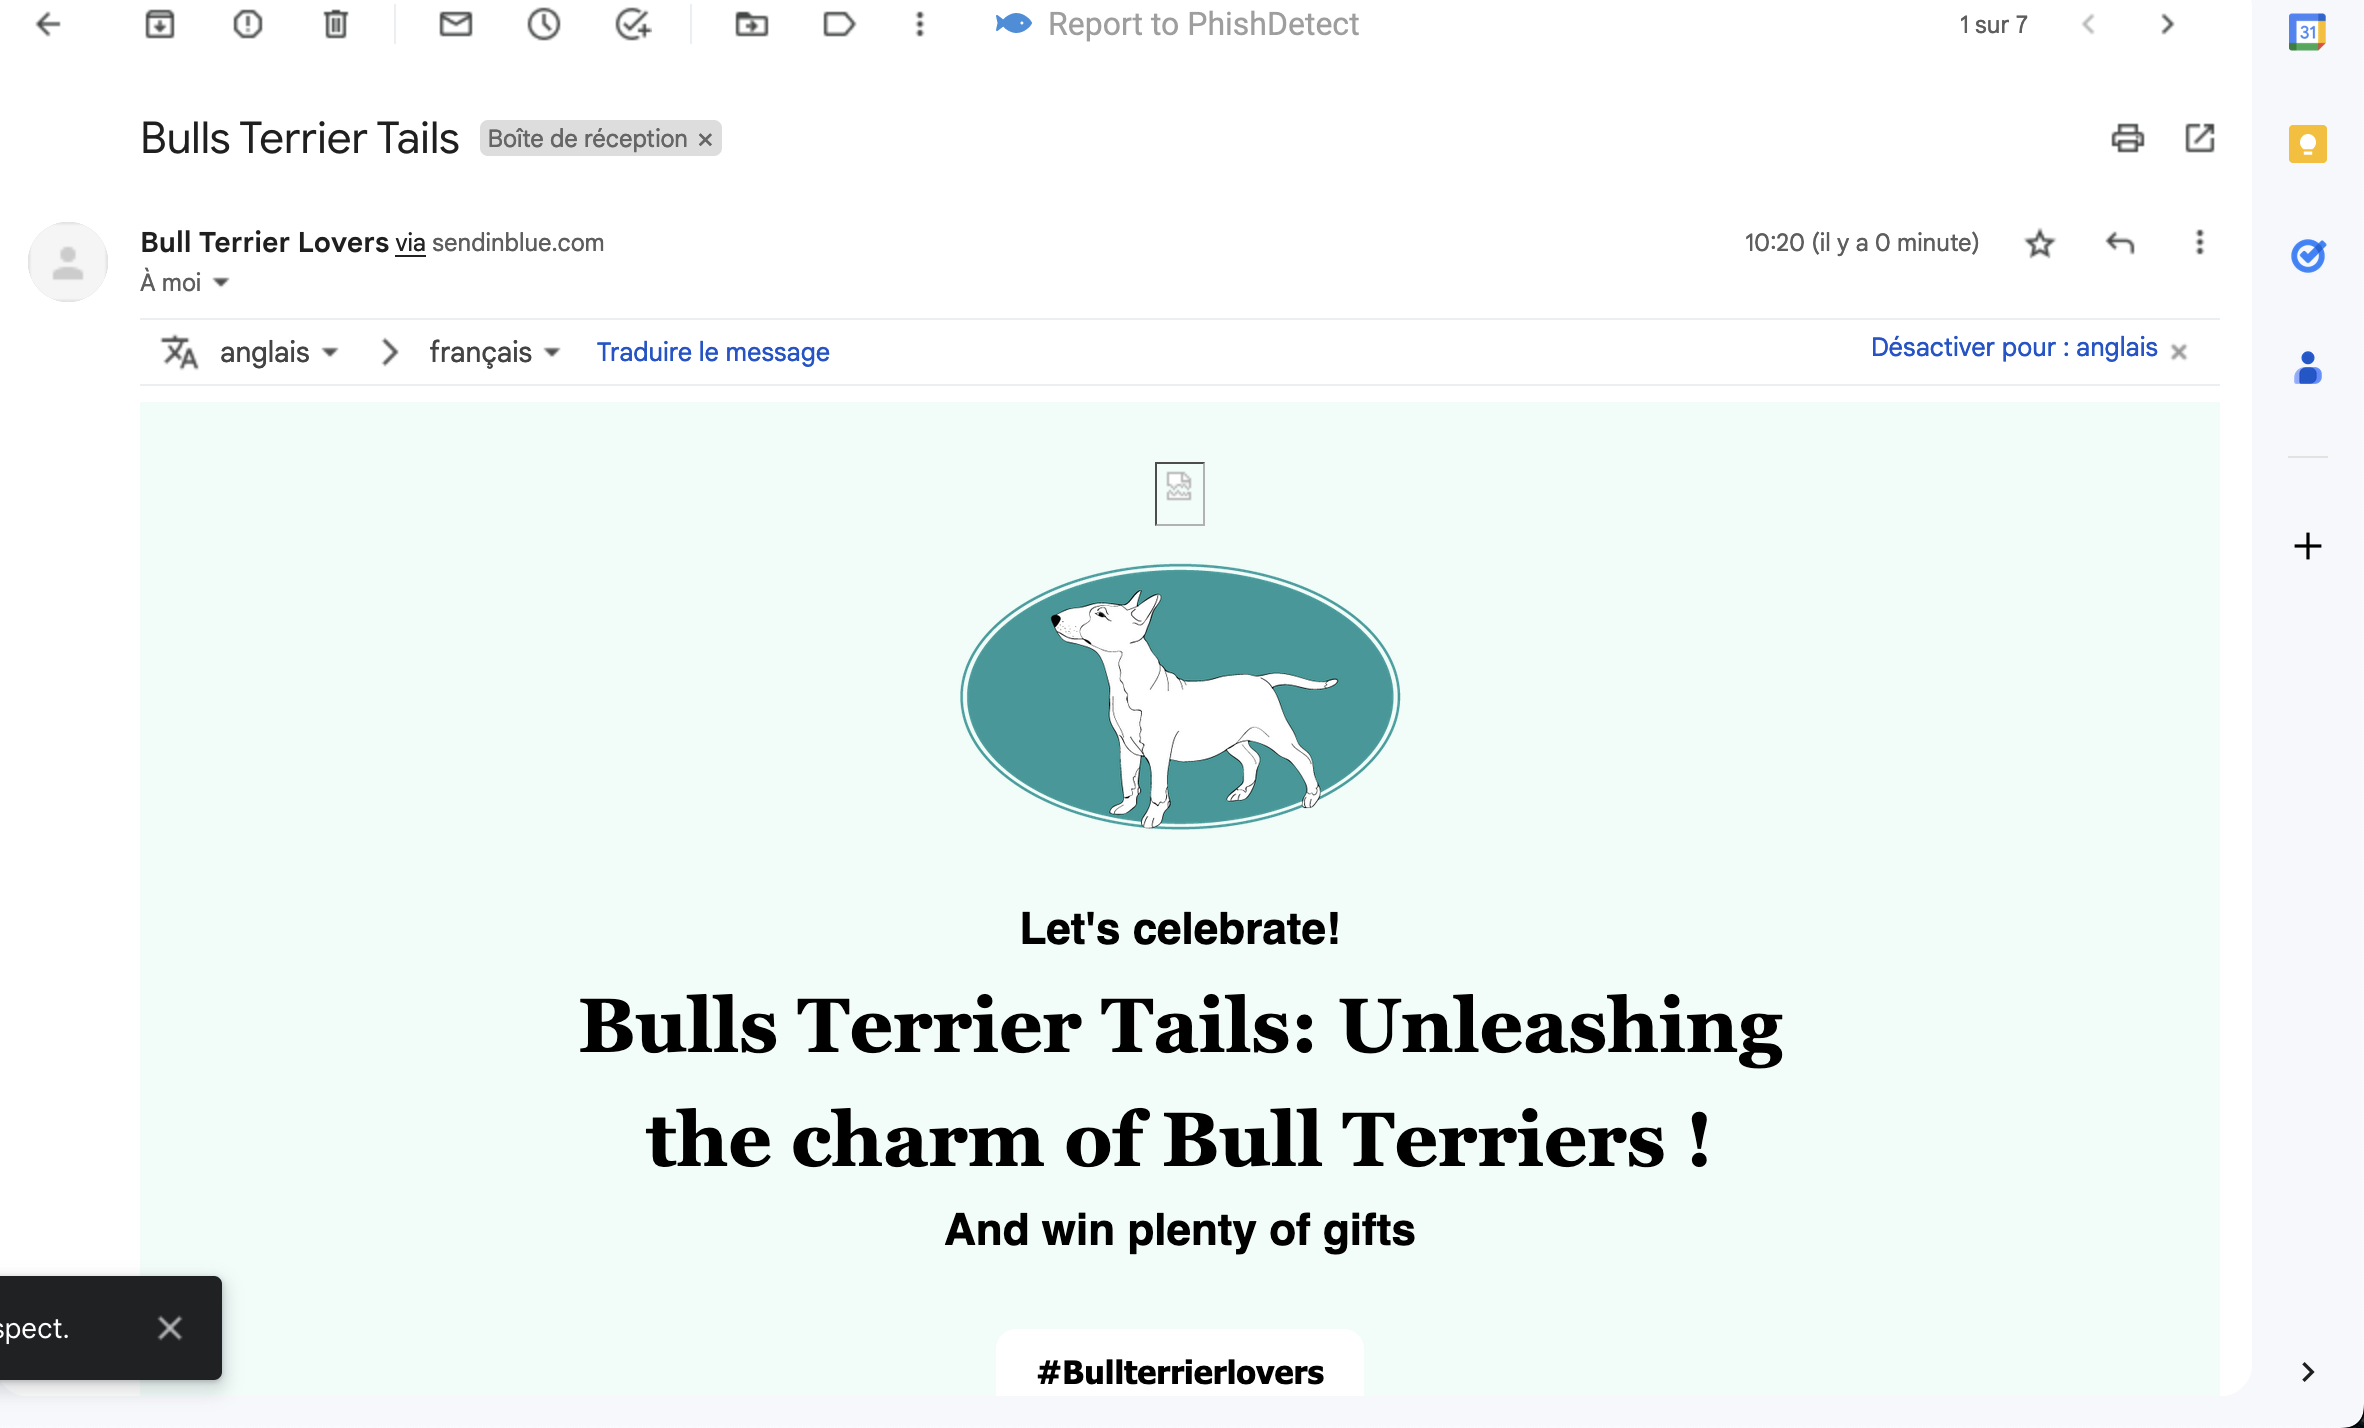 Report to PhishDetect
1 sur 7
31
Bulls Terrier Tails
Boîte de réception ×
Bull Terrier Lovers via sendinblue.com
10:20 (il y a 0 minute)
À moi
anglais > français Traduire le message
Désactiver pour : anglais ×
Let's celebrate!
Bulls Terrier Tails: Unleashing
the charm of Bull Terriers !
And win plenty of gifts
spect.
#Bullterrierlovers